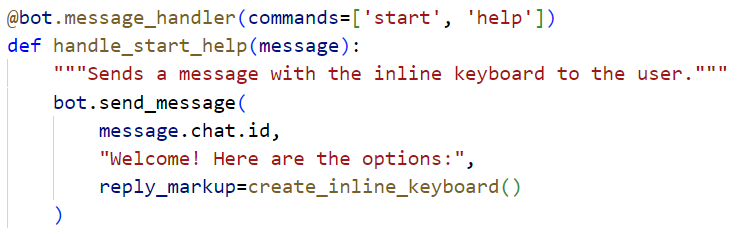 @bot.message_handler(commands=['start', 'help'])
def handle_start_help(message):
    """Sends a message with the inline keyboard to the user."""
    bot.send_message(
        message.chat.id,
        "Welcome! Here are the options:",
        reply_markup=create_inline_keyboard()
    )